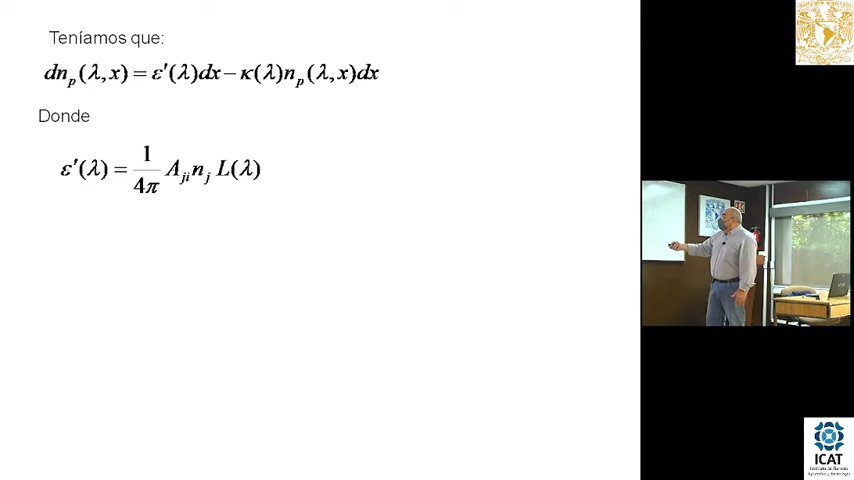 Teníamos que:
dn_p(λ,x) = ε′(λ)dx − κ(λ)n_p(λ,x)dx
Donde
ε′(λ) = 1/4π A_ji n_j L(λ)
ICAT